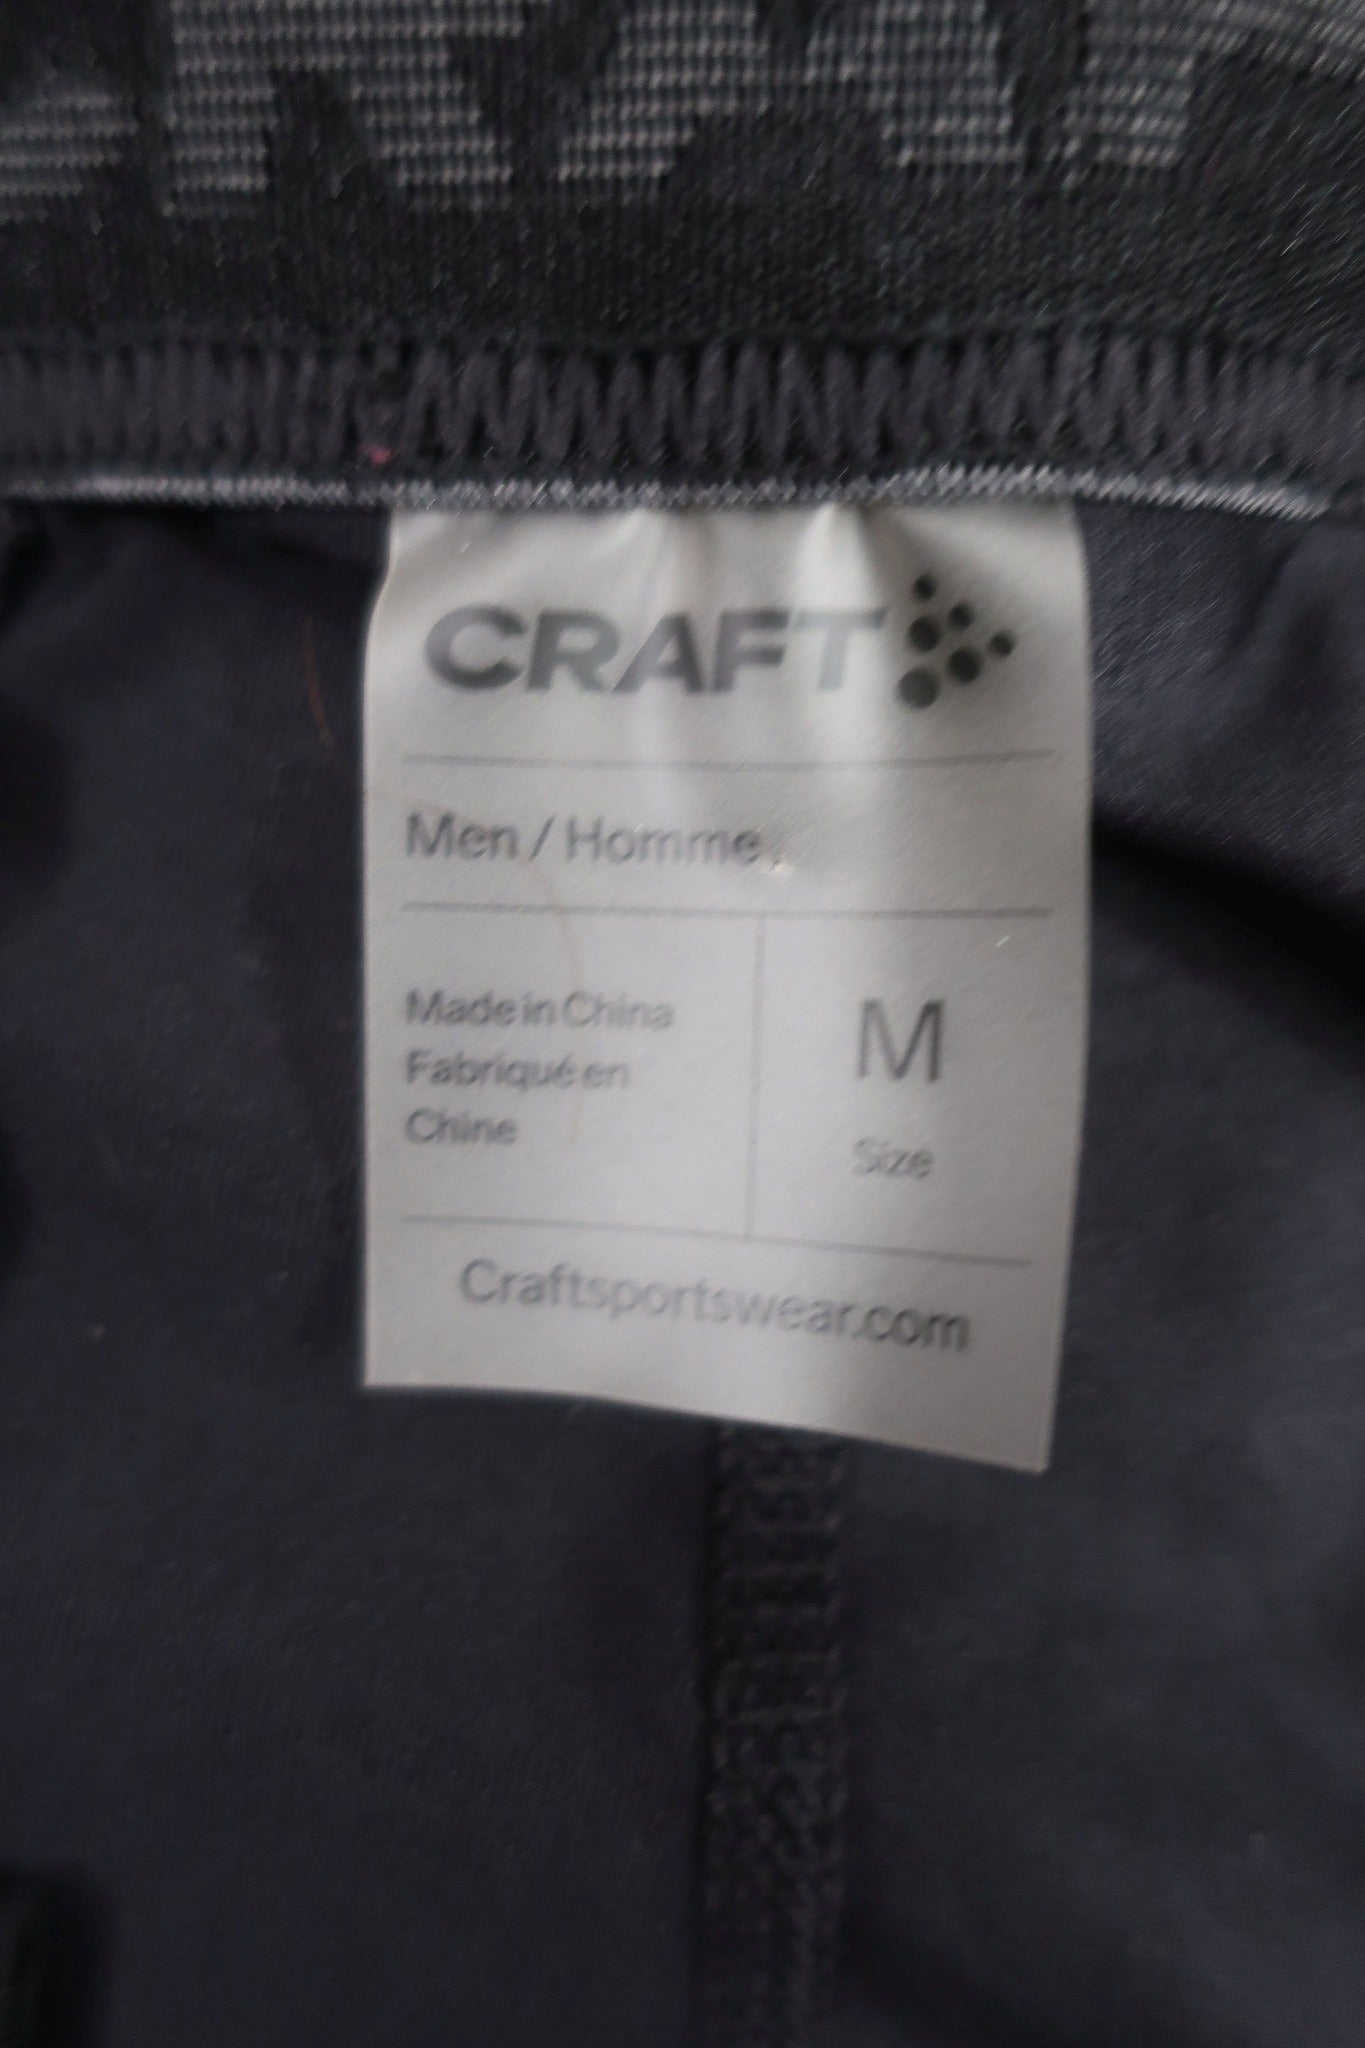 CRAFT
Men / Homme
Made in China
Fabriqué en
Chine
M
Size
Craftsportswear.com